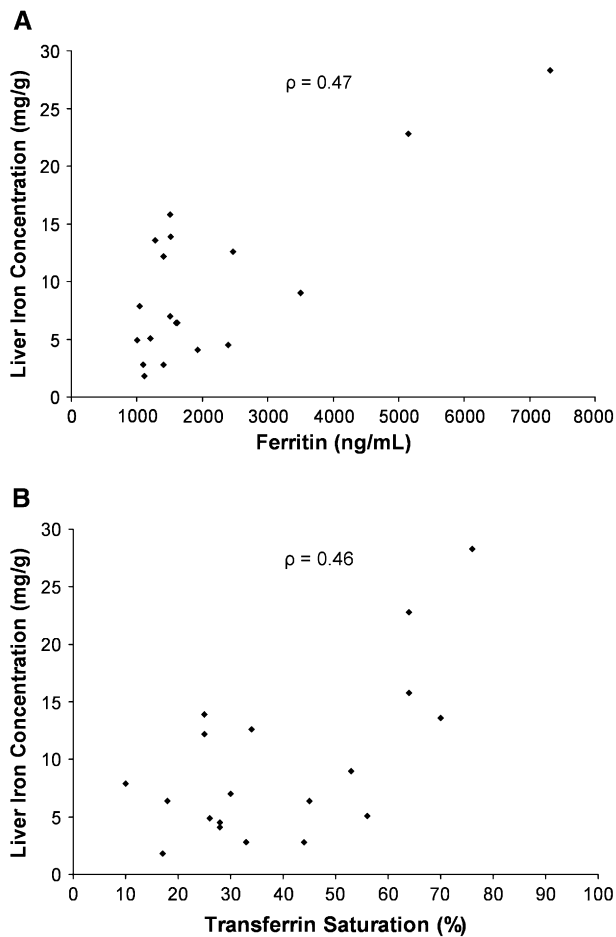 A
30
ρ = 0.47
25
20
15
10
5
0
Liver Iron Concentration (mg/g)
0 1000 2000 3000 4000 5000 6000 7000 8000
Ferritin (ng/mL)
B
30
ρ = 0.46
25
20
15
10
5
0
Liver Iron Concentration (mg/g)
0 10 20 30 40 50 60 70 80 90 100
Transferrin Saturation (%)